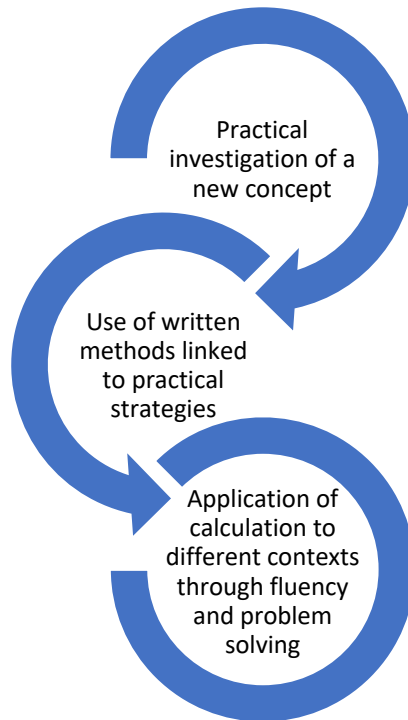 Practical
investigation of a
new concept
Use of written
methods linked
to practical
strategies
Application of
calculation to
different contexts
through fluency
and problem
solving